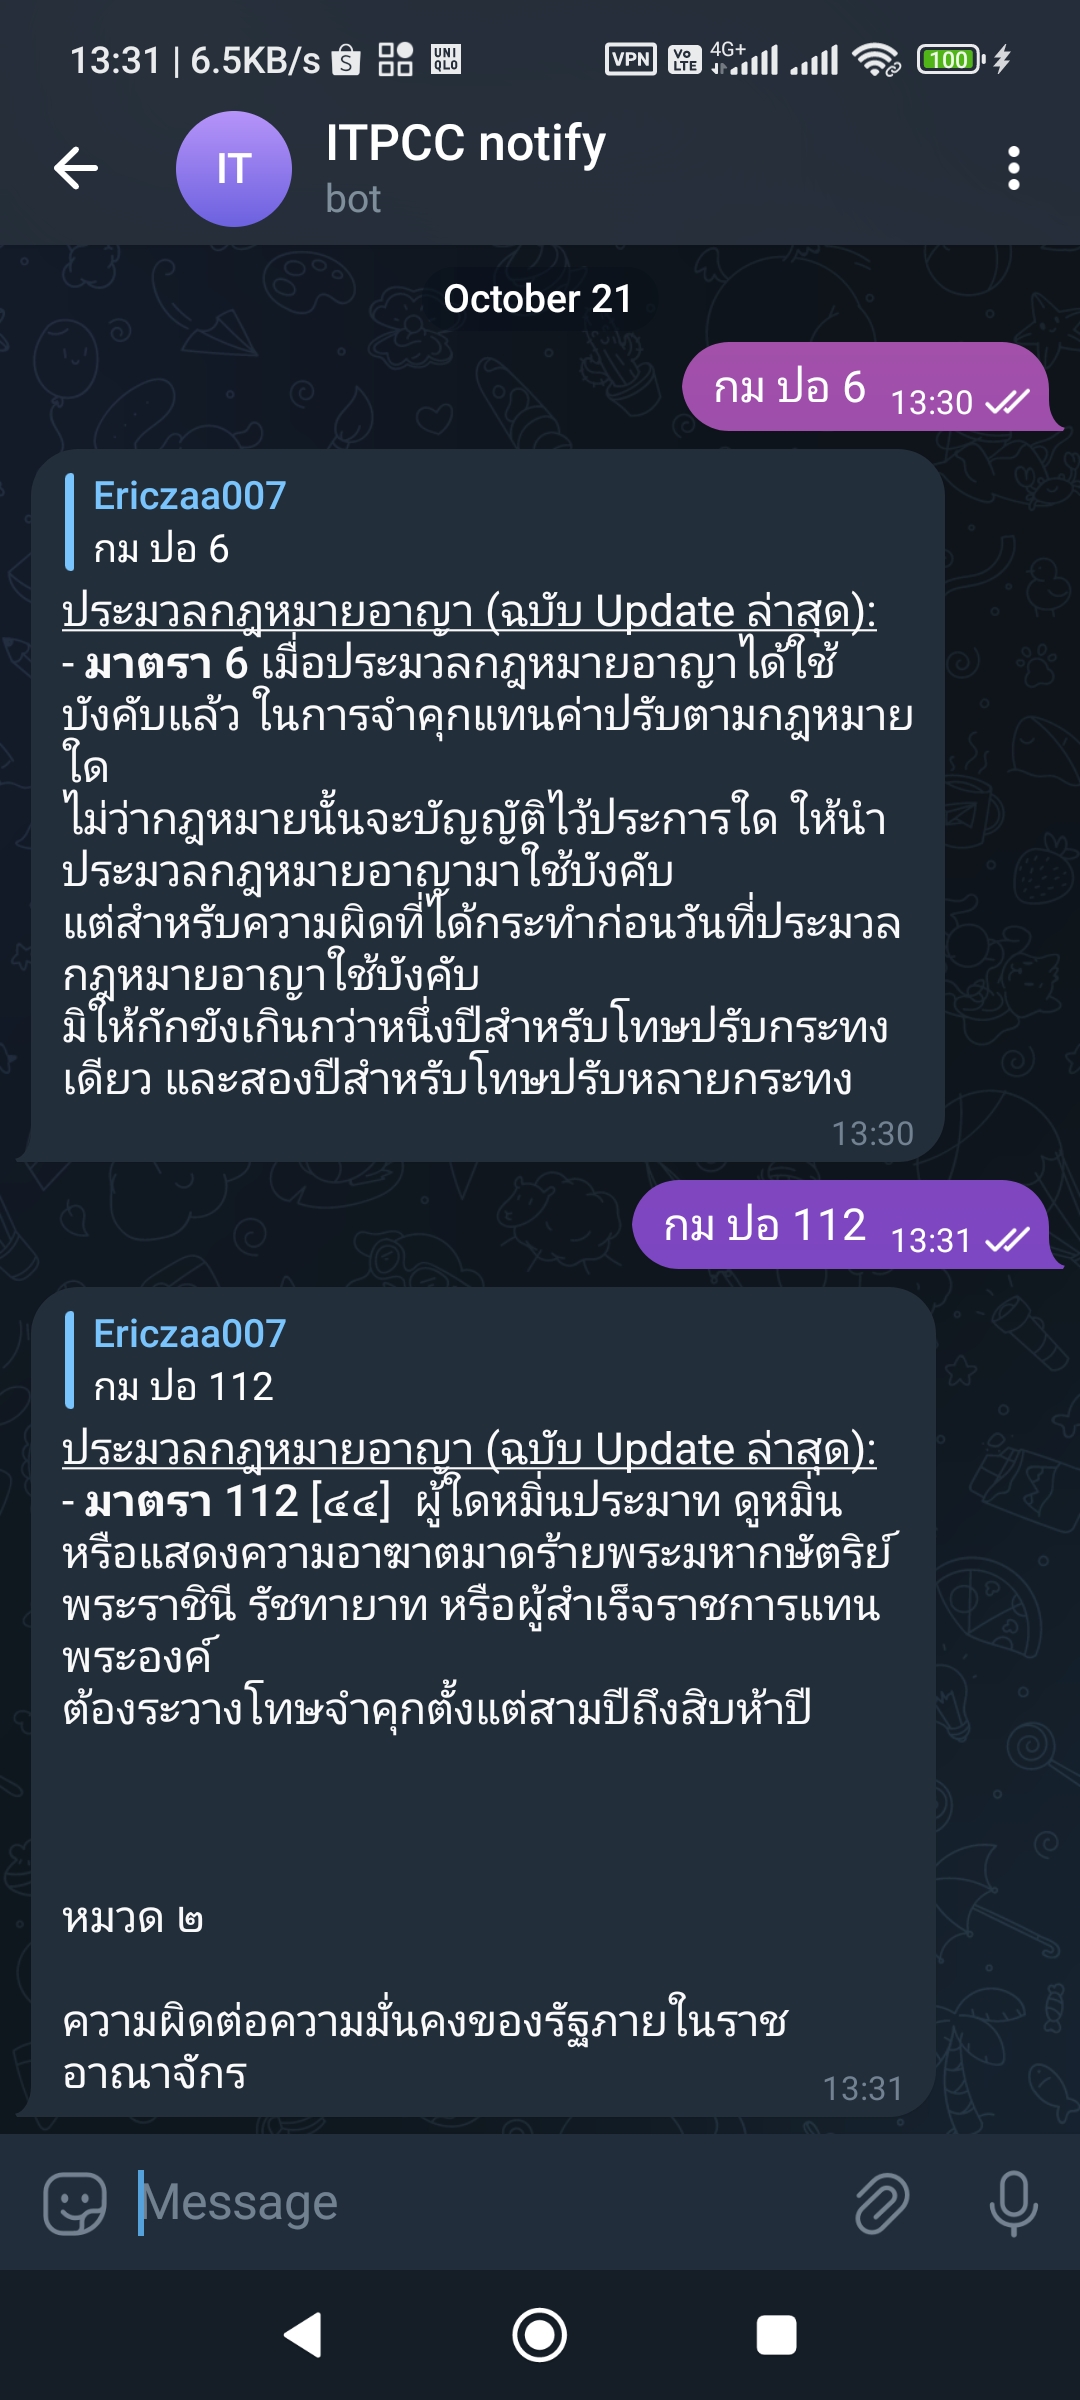 13:31 | 6.5KB/s S UNI QLO VPN Vo LTE 4G+ 100
IT
ITPCC notify
bot
October 21
กม ปอ 6 13:30
Ericzaa007
กม ปอ 6
ประมวลกฎหมายอาญา (ฉบับ Update ล่าสุด):
- มาตรา 6 เมื่อประมวลกฎหมายอาญาได้ใช้
บังคับแล้ว ในการจำคุกแทนค่าปรับตามกฎหมาย
ใด
ไม่ว่ากฎหมายนั้นจะบัญญัติไว้ประการใด ให้นำ
ประมวลกฎหมายอาญามาใช้บังคับ
แต่สำหรับความผิดที่ได้กระทำก่อนวันที่ประมวล
กฎหมายอาญาใช้บังคับ
มิให้กักขังเกินกว่าหนึ่งปีสำหรับโทษปรับกระทง
เดียว และสองปีสำหรับโทษปรับหลายกระทง
13:30
กม ปอ 112 13:31
Ericzaa007
กม ปอ 112
ประมวลกฎหมายอาญา (ฉบับ Update ล่าสุด):
- มาตรา 112 [๔๔] ผู้ใดหมิ่นประมาท ดูหมิ่น
หรือแสดงความอาฆาตมาดร้ายพระมหากษัตริย์
พระราชินี รัชทายาท หรือผู้สำเร็จราชการแทน
พระองค์
ต้องระวางโทษจำคุกตั้งแต่สามปีถึงสิบห้าปี
หมวด ๒
ความผิดต่อความมั่นคงของรัฐภายในราช
อาณาจักร
13:31
Message